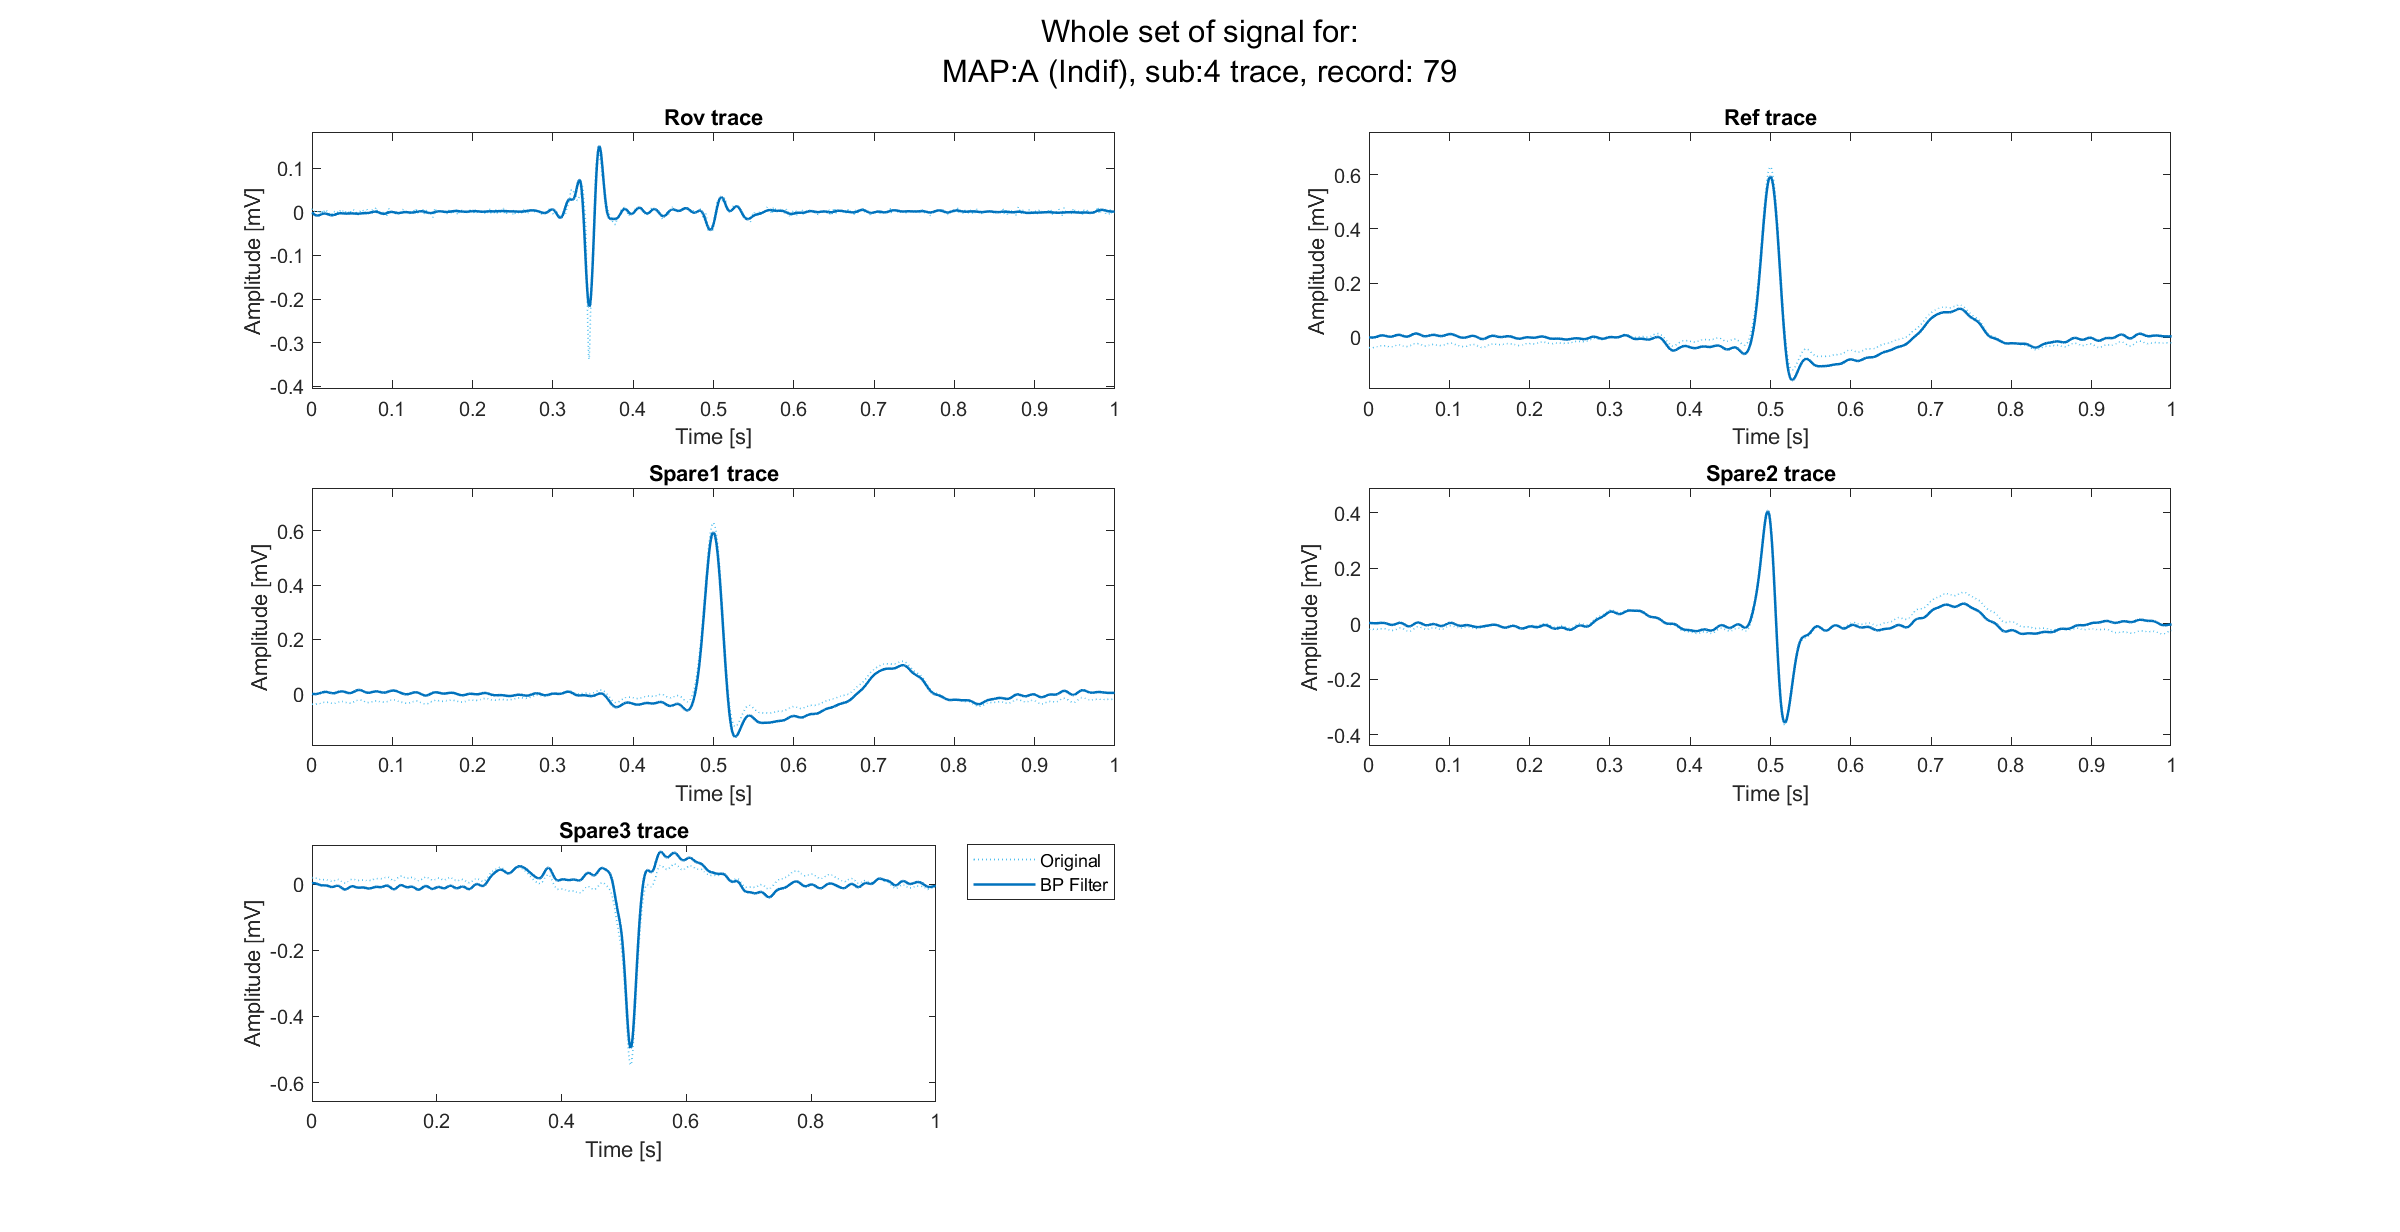 Whole set of signal for:
MAP:A (Indif), sub:4 trace, record: 79
Rov trace
Amplitude [mV]
0.1
0
-0.1
-0.2
-0.3
-0.4
0 0.1 0.2 0.3 0.4 0.5 0.6 0.7 0.8 0.9 1
Time [s]
Ref trace
Amplitude [mV]
0.6
0.4
0.2
0
0 0.1 0.2 0.3 0.4 0.5 0.6 0.7 0.8 0.9 1
Time [s]
Spare1 trace
Amplitude [mV]
0.6
0.4
0.2
0
0 0.1 0.2 0.3 0.4 0.5 0.6 0.7 0.8 0.9 1
Time [s]
Spare2 trace
Amplitude [mV]
0.4
0.2
0
-0.2
-0.4
0 0.1 0.2 0.3 0.4 0.5 0.6 0.7 0.8 0.9 1
Time [s]
Spare3 trace
Amplitude [mV]
0
-0.2
-0.4
-0.6
0 0.2 0.4 0.6 0.8 1
Time [s]
Original
BP Filter